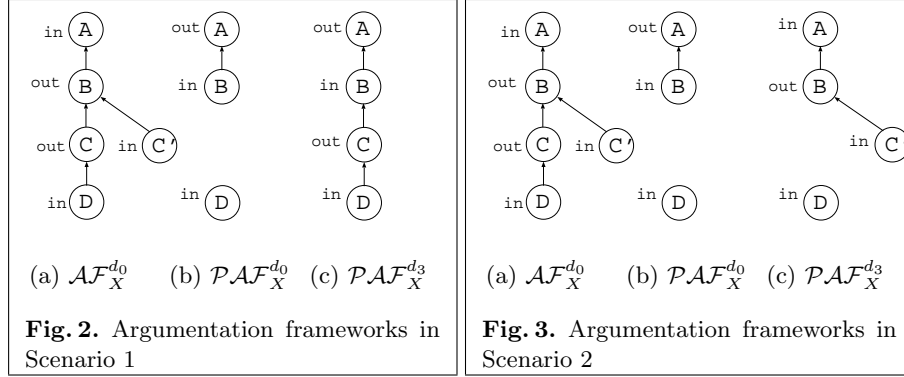 in A out A out A
out B in B in B
out C in C' out C
in D in D in D
(a) 𝒜ℱ_X^{d_0} (b) 𝒫𝒜ℱ_X^{d_0} (c) 𝒫𝒜ℱ_X^{d_3}
Fig. 2. Argumentation frameworks in
Scenario 1
in A out A in A
out B in B out B
out C in C' in C'
in D in D in D
(a) 𝒜ℱ_X^{d_0} (b) 𝒫𝒜ℱ_X^{d_0} (c) 𝒫𝒜ℱ_X^{d_3}
Fig. 3. Argumentation frameworks in
Scenario 2